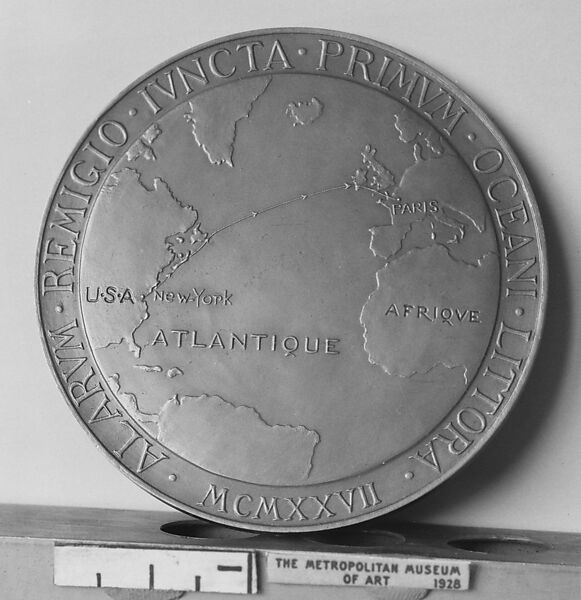 · ALARVM · REMIGIO · IVNCTA · PRIMVM · OCEANI · LITTORA ·
PARIS
U·S·A
New-York
AFRIQVE
ATLANTIQUE
MCMXXVII
THE METROPOLITAN MUSEUM
OF ART 1928